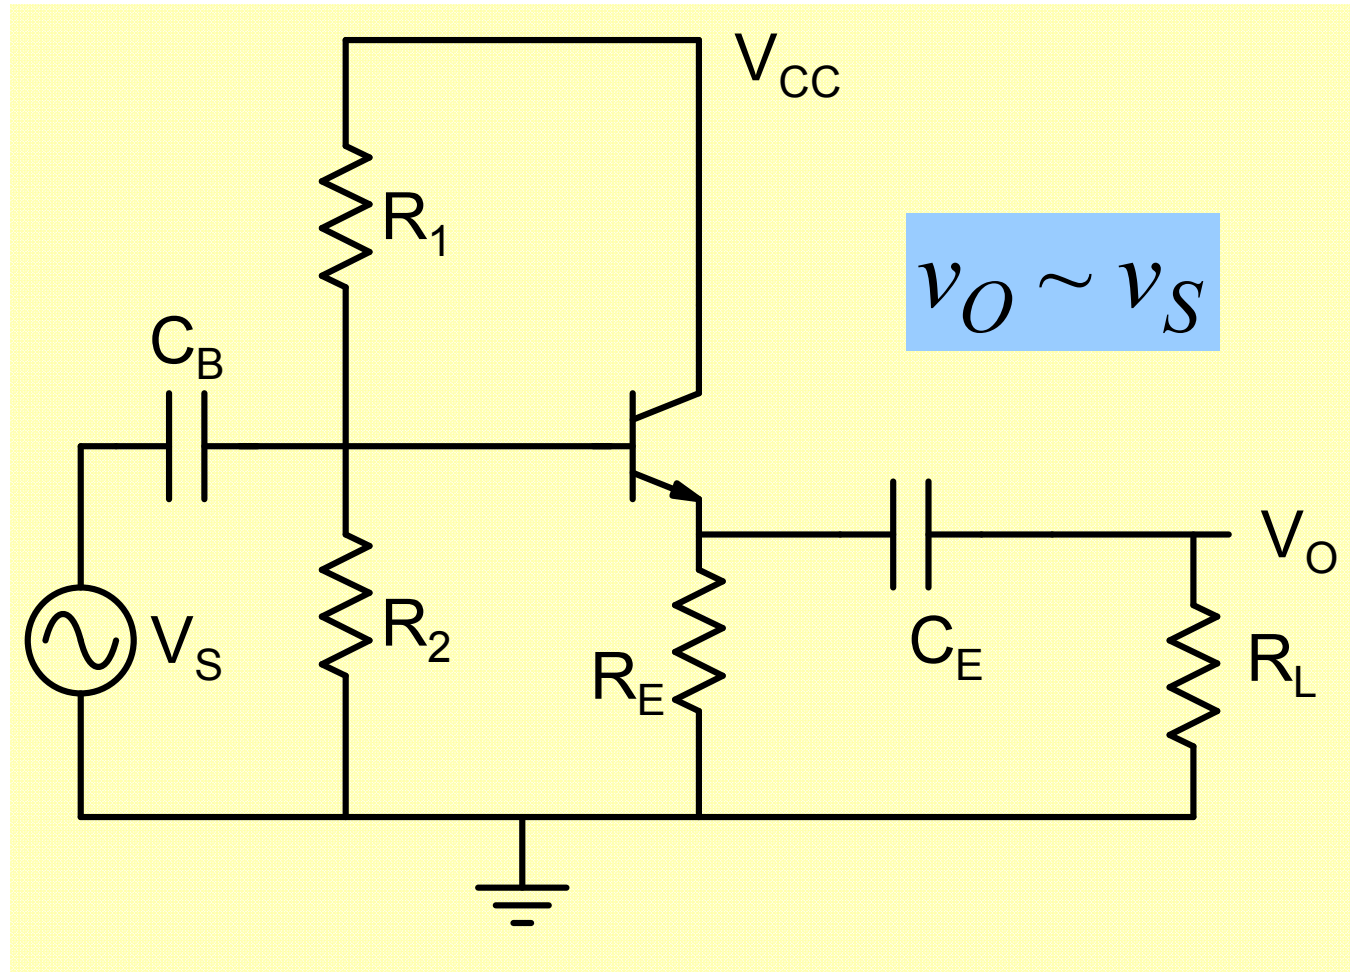 V_CC
R_1
v_O ~ v_S
C_B
V_O
V_S
R_2
R_E
C_E
R_L